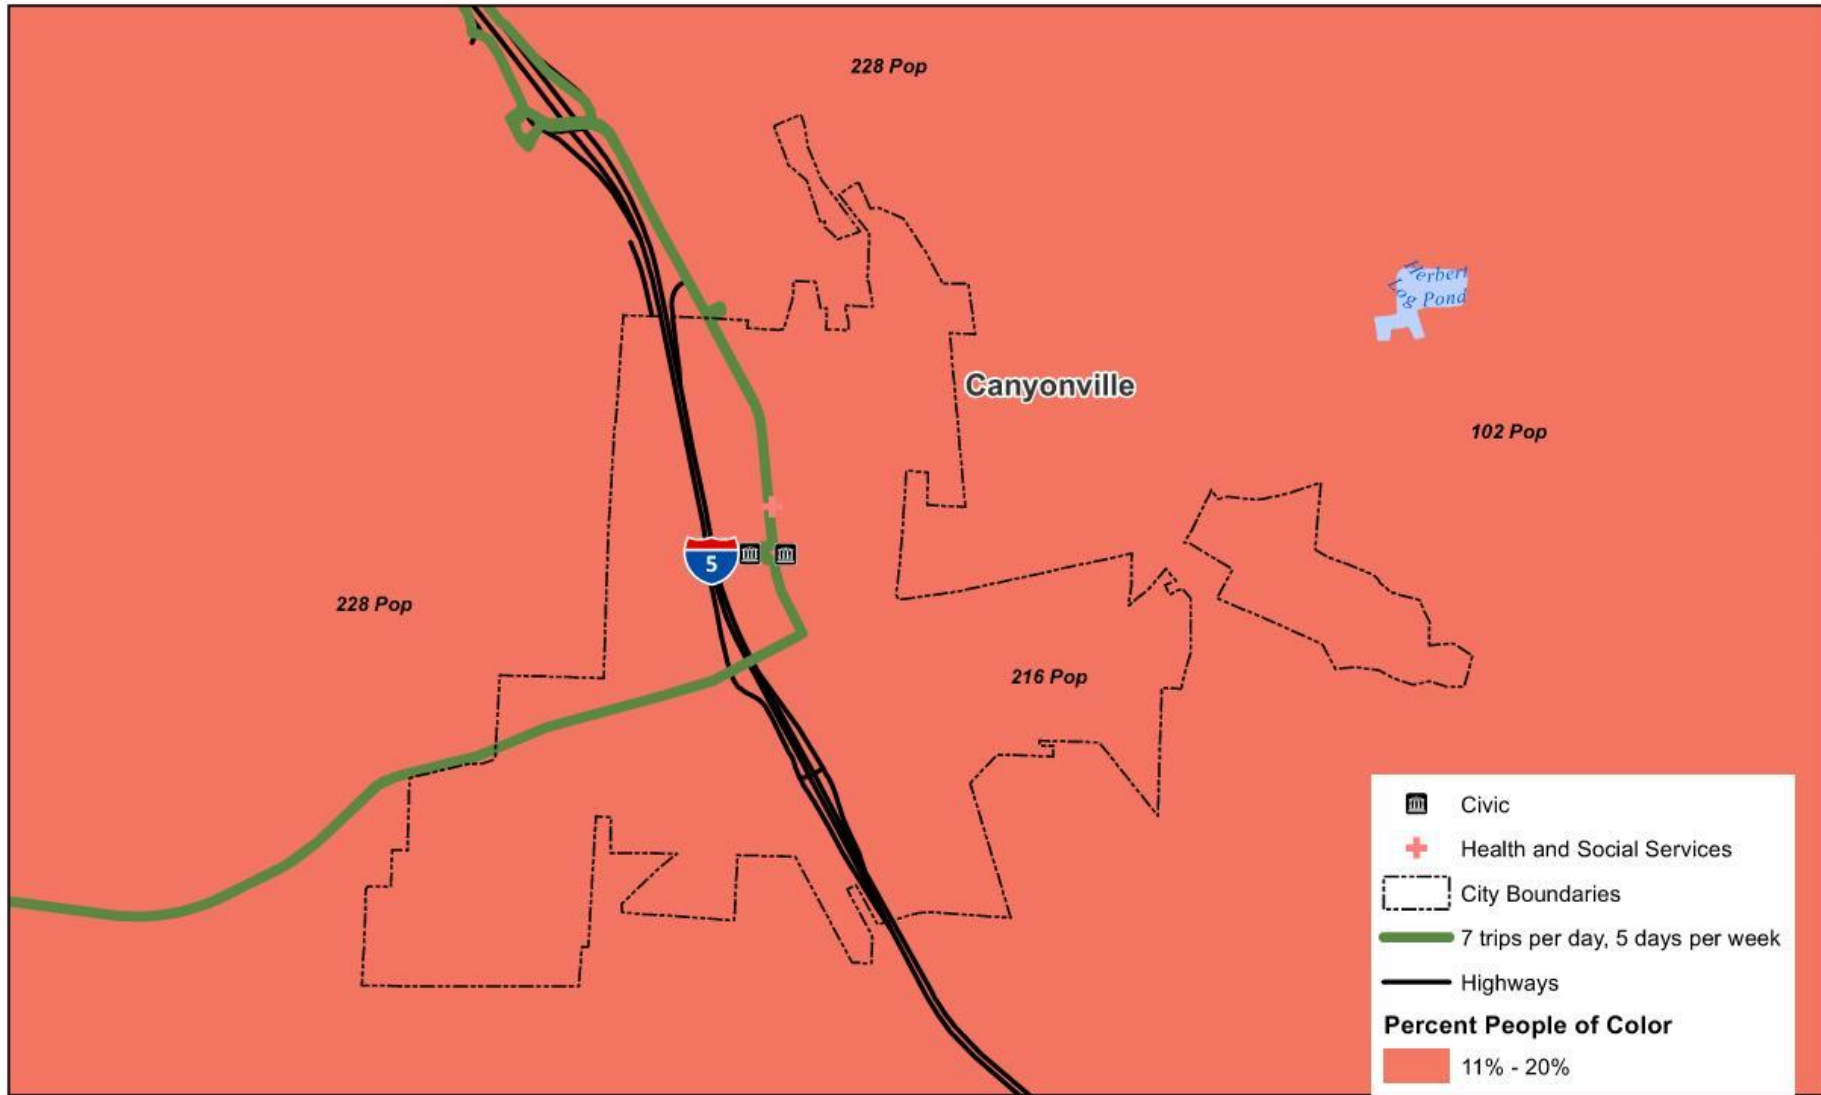 228 Pop
Herbert
Log Pond
Canyonville
102 Pop
5
228 Pop
216 Pop
Civic
Health and Social Services
City Boundaries
7 trips per day, 5 days per week
Highways
Percent People of Color
11% - 20%